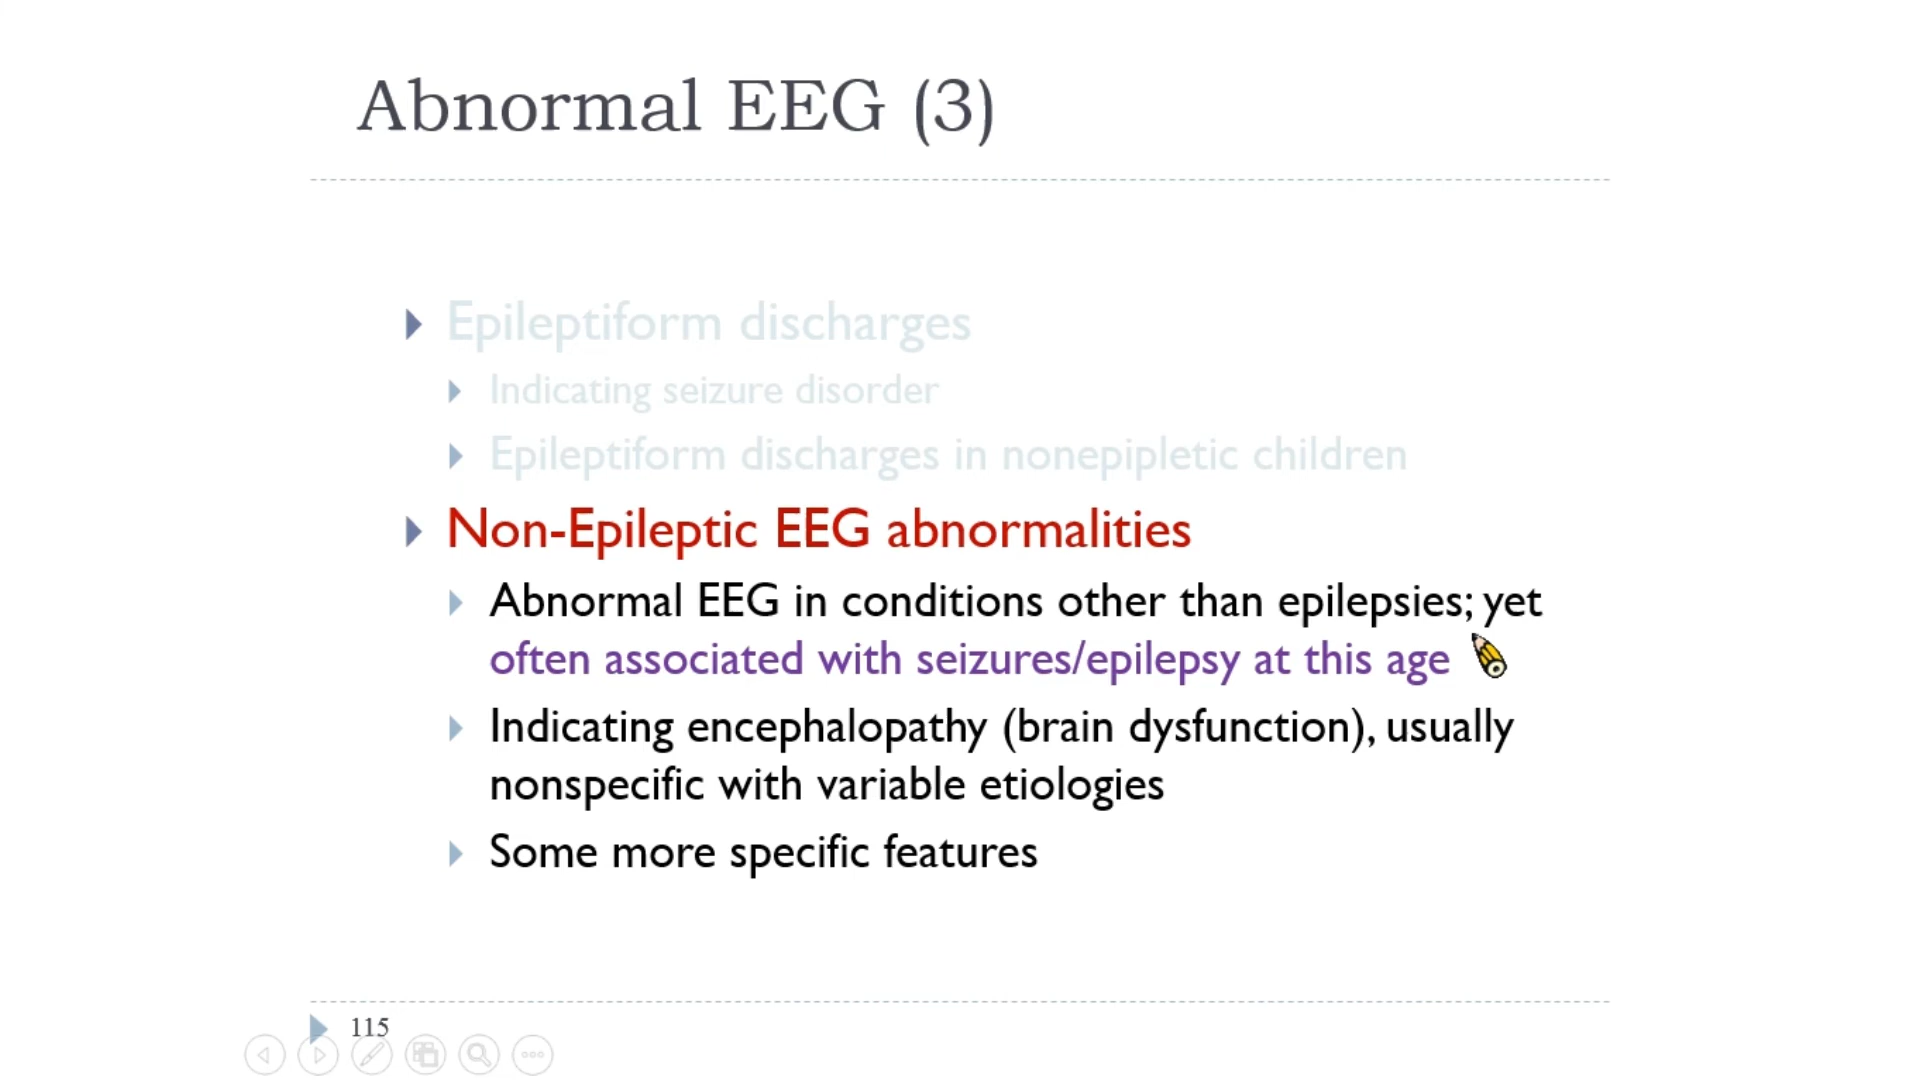 Abnormal EEG (3)
Epileptiform discharges
Indicating seizure disorder
Epileptiform discharges in nonepipletic children
Non-Epileptic EEG abnormalities
Abnormal EEG in conditions other than epilepsies; yet
often associated with seizures/epilepsy at this age
Indicating encephalopathy (brain dysfunction), usually
nonspecific with variable etiologies
Some more specific features
115